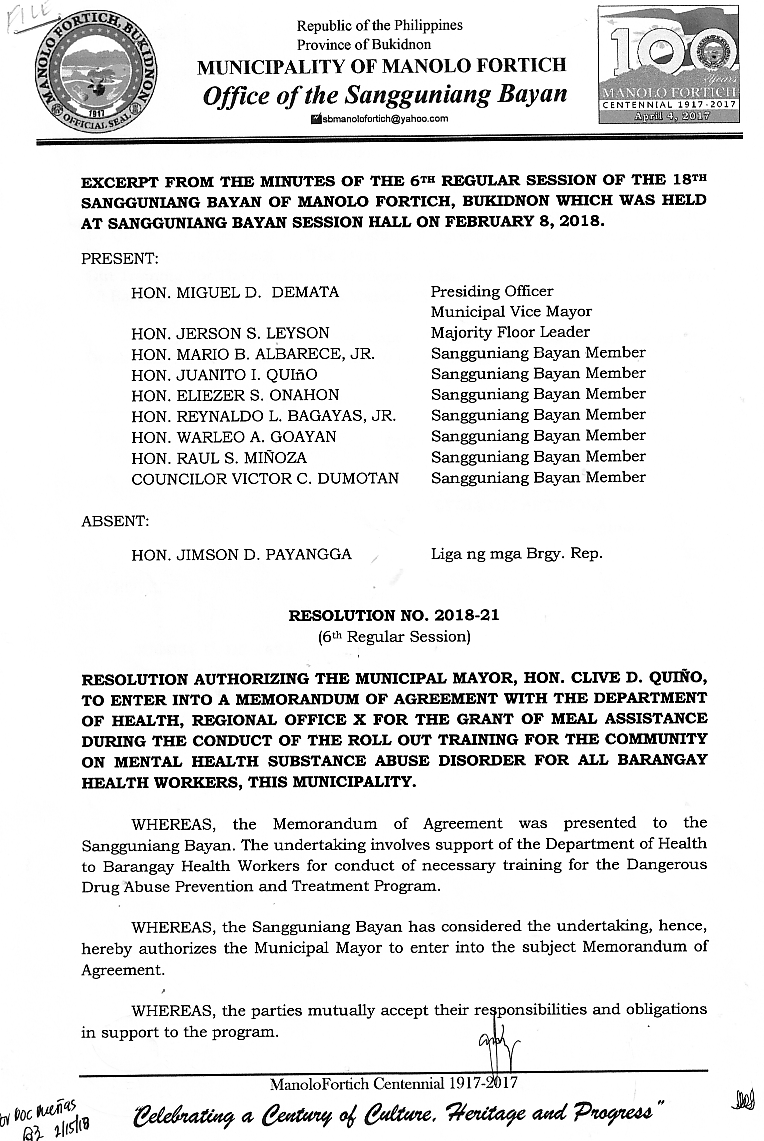 FILE
MANOLO FORTICH, BUKIDNON
1917
OFFICIAL SEAL
Republic of the Philippines
Province of Bukidnon
MUNICIPALITY OF MANOLO FORTICH
Office of the Sangguniang Bayan
sbmanolofortich@yahoo.com
100
Years
MANOLO FORTICH
CENTENNIAL 1917-2017
April 4, 2017
EXCERPT FROM THE MINUTES OF THE 6TH REGULAR SESSION OF THE 18TH
SANGGUNIANG BAYAN OF MANOLO FORTICH, BUKIDNON WHICH WAS HELD
AT SANGGUNIANG BAYAN SESSION HALL ON FEBRUARY 8, 2018.
PRESENT:
HON. MIGUEL D. DEMATA Presiding Officer
Municipal Vice Mayor
HON. JERSON S. LEYSON Majority Floor Leader
HON. MARIO B. ALBARECE, JR. Sangguniang Bayan Member
HON. JUANITO I. QUIñO Sangguniang Bayan Member
HON. ELIEZER S. ONAHON Sangguniang Bayan Member
HON. REYNALDO L. BAGAYAS, JR. Sangguniang Bayan Member
HON. WARLEO A. GOAYAN Sangguniang Bayan Member
HON. RAUL S. MIÑOZA Sangguniang Bayan Member
COUNCILOR VICTOR C. DUMOTAN Sangguniang Bayan Member
ABSENT:
HON. JIMSON D. PAYANGGA Liga ng mga Brgy. Rep.
RESOLUTION NO. 2018-21
(6th Regular Session)
RESOLUTION AUTHORIZING THE MUNICIPAL MAYOR, HON. CLIVE D. QUIÑO,
TO ENTER INTO A MEMORANDUM OF AGREEMENT WITH THE DEPARTMENT
OF HEALTH, REGIONAL OFFICE X FOR THE GRANT OF MEAL ASSISTANCE
DURING THE CONDUCT OF THE ROLL OUT TRAINING FOR THE COMMUNITY
ON MENTAL HEALTH SUBSTANCE ABUSE DISORDER FOR ALL BARANGAY
HEALTH WORKERS, THIS MUNICIPALITY.
WHEREAS, the Memorandum of Agreement was presented to the
Sangguniang Bayan. The undertaking involves support of the Department of Health
to Barangay Health Workers for conduct of necessary training for the Dangerous
Drug Abuse Prevention and Treatment Program.
WHEREAS, the Sangguniang Bayan has considered the undertaking, hence,
hereby authorizes the Municipal Mayor to enter into the subject Memorandum of
Agreement.
WHEREAS, the parties mutually accept their responsibilities and obligations
in support to the program.
ManoloFortich Centennial 1917-2017
"Celebrating a Century of Culture, Heritage and Progress"
Doc
2/15/18